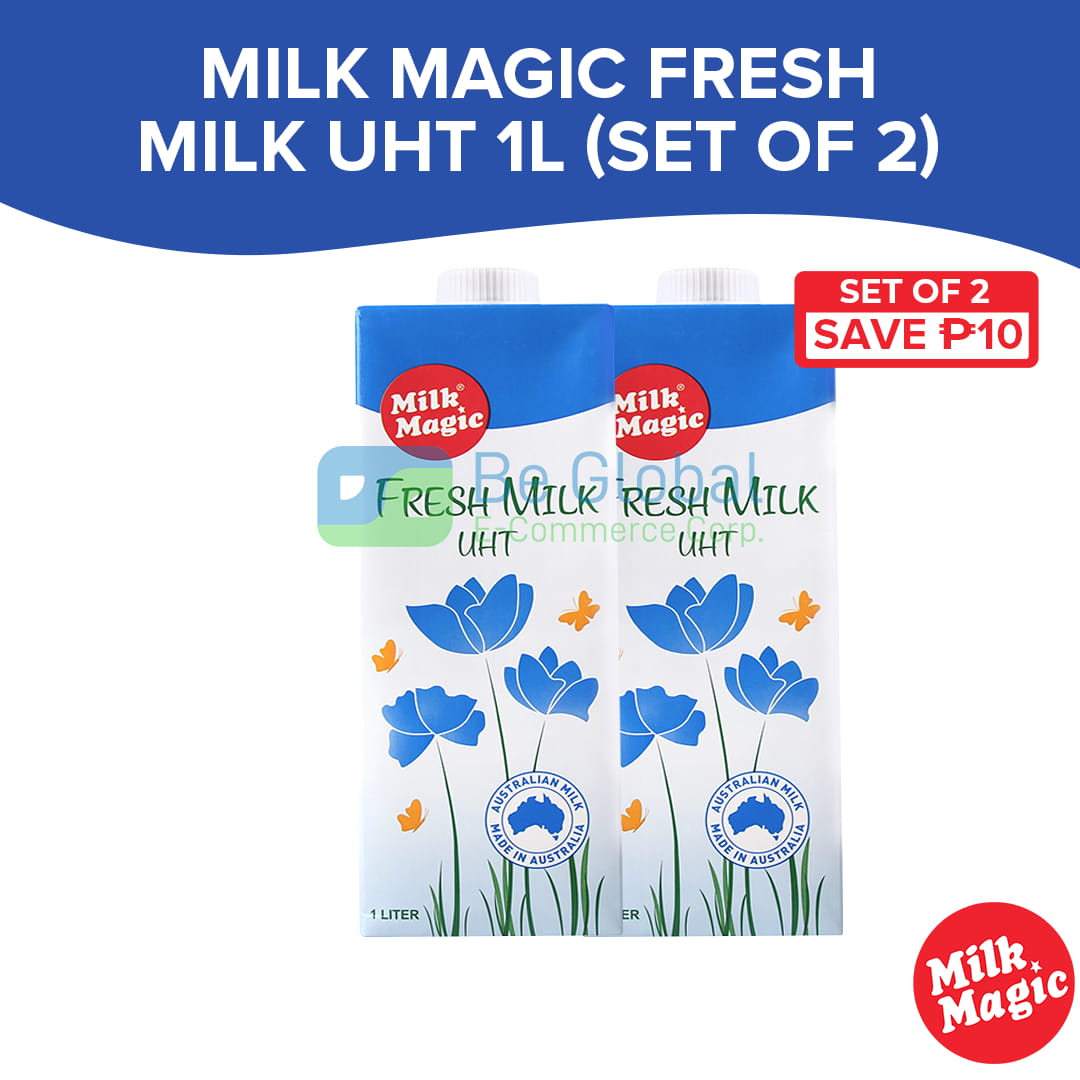 MILK MAGIC FRESH
MILK UHT 1L (SET OF 2)
SET OF 2
SAVE ₱10
Milk®
Magic
Milk®
Magic
Be Global
E-Commerce Corp.
FRESH MILK
UHT
FRESH MILK
UHT
AUSTRALIAN MILK
MADE IN AUSTRALIA
AUSTRALIAN MILK
MADE IN AUSTRALIA
1 LITER
ER
Milk
Magic